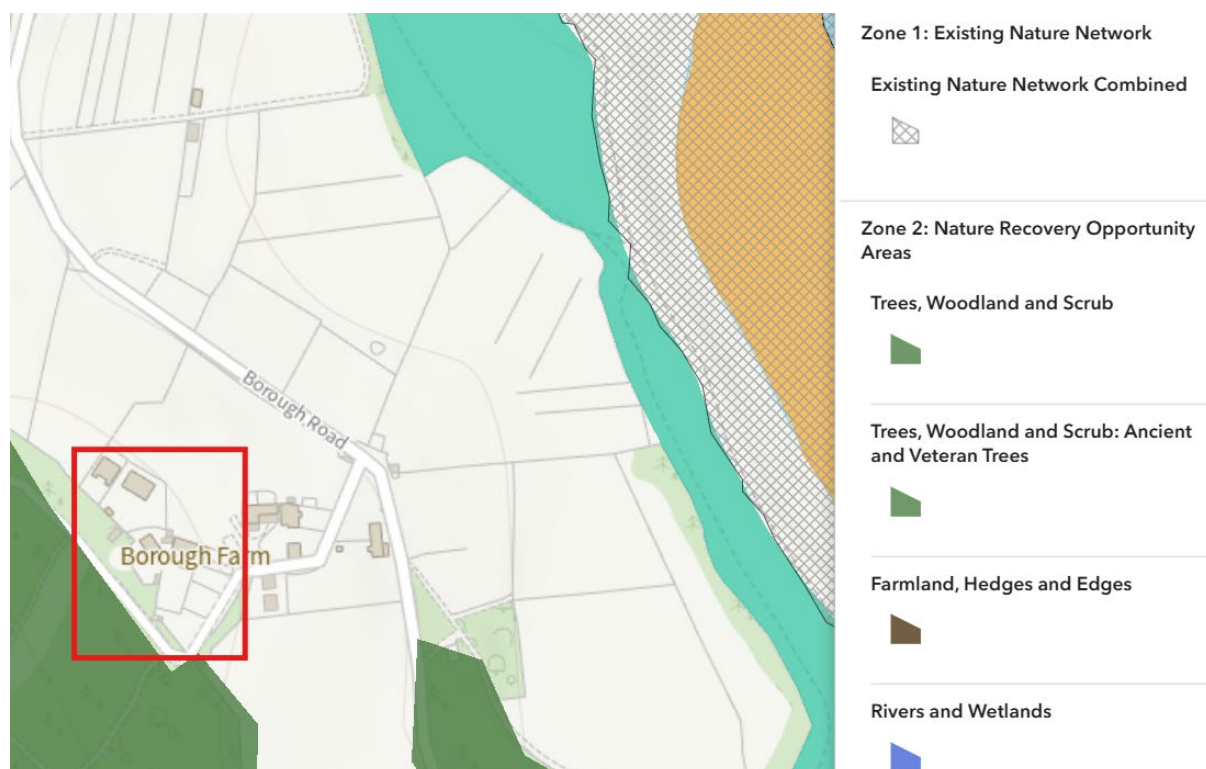 Borough Road
Borough Farm
Zone 1: Existing Nature Network
Existing Nature Network Combined
Zone 2: Nature Recovery Opportunity
Areas
Trees, Woodland and Scrub
Trees, Woodland and Scrub: Ancient
and Veteran Trees
Farmland, Hedges and Edges
Rivers and Wetlands